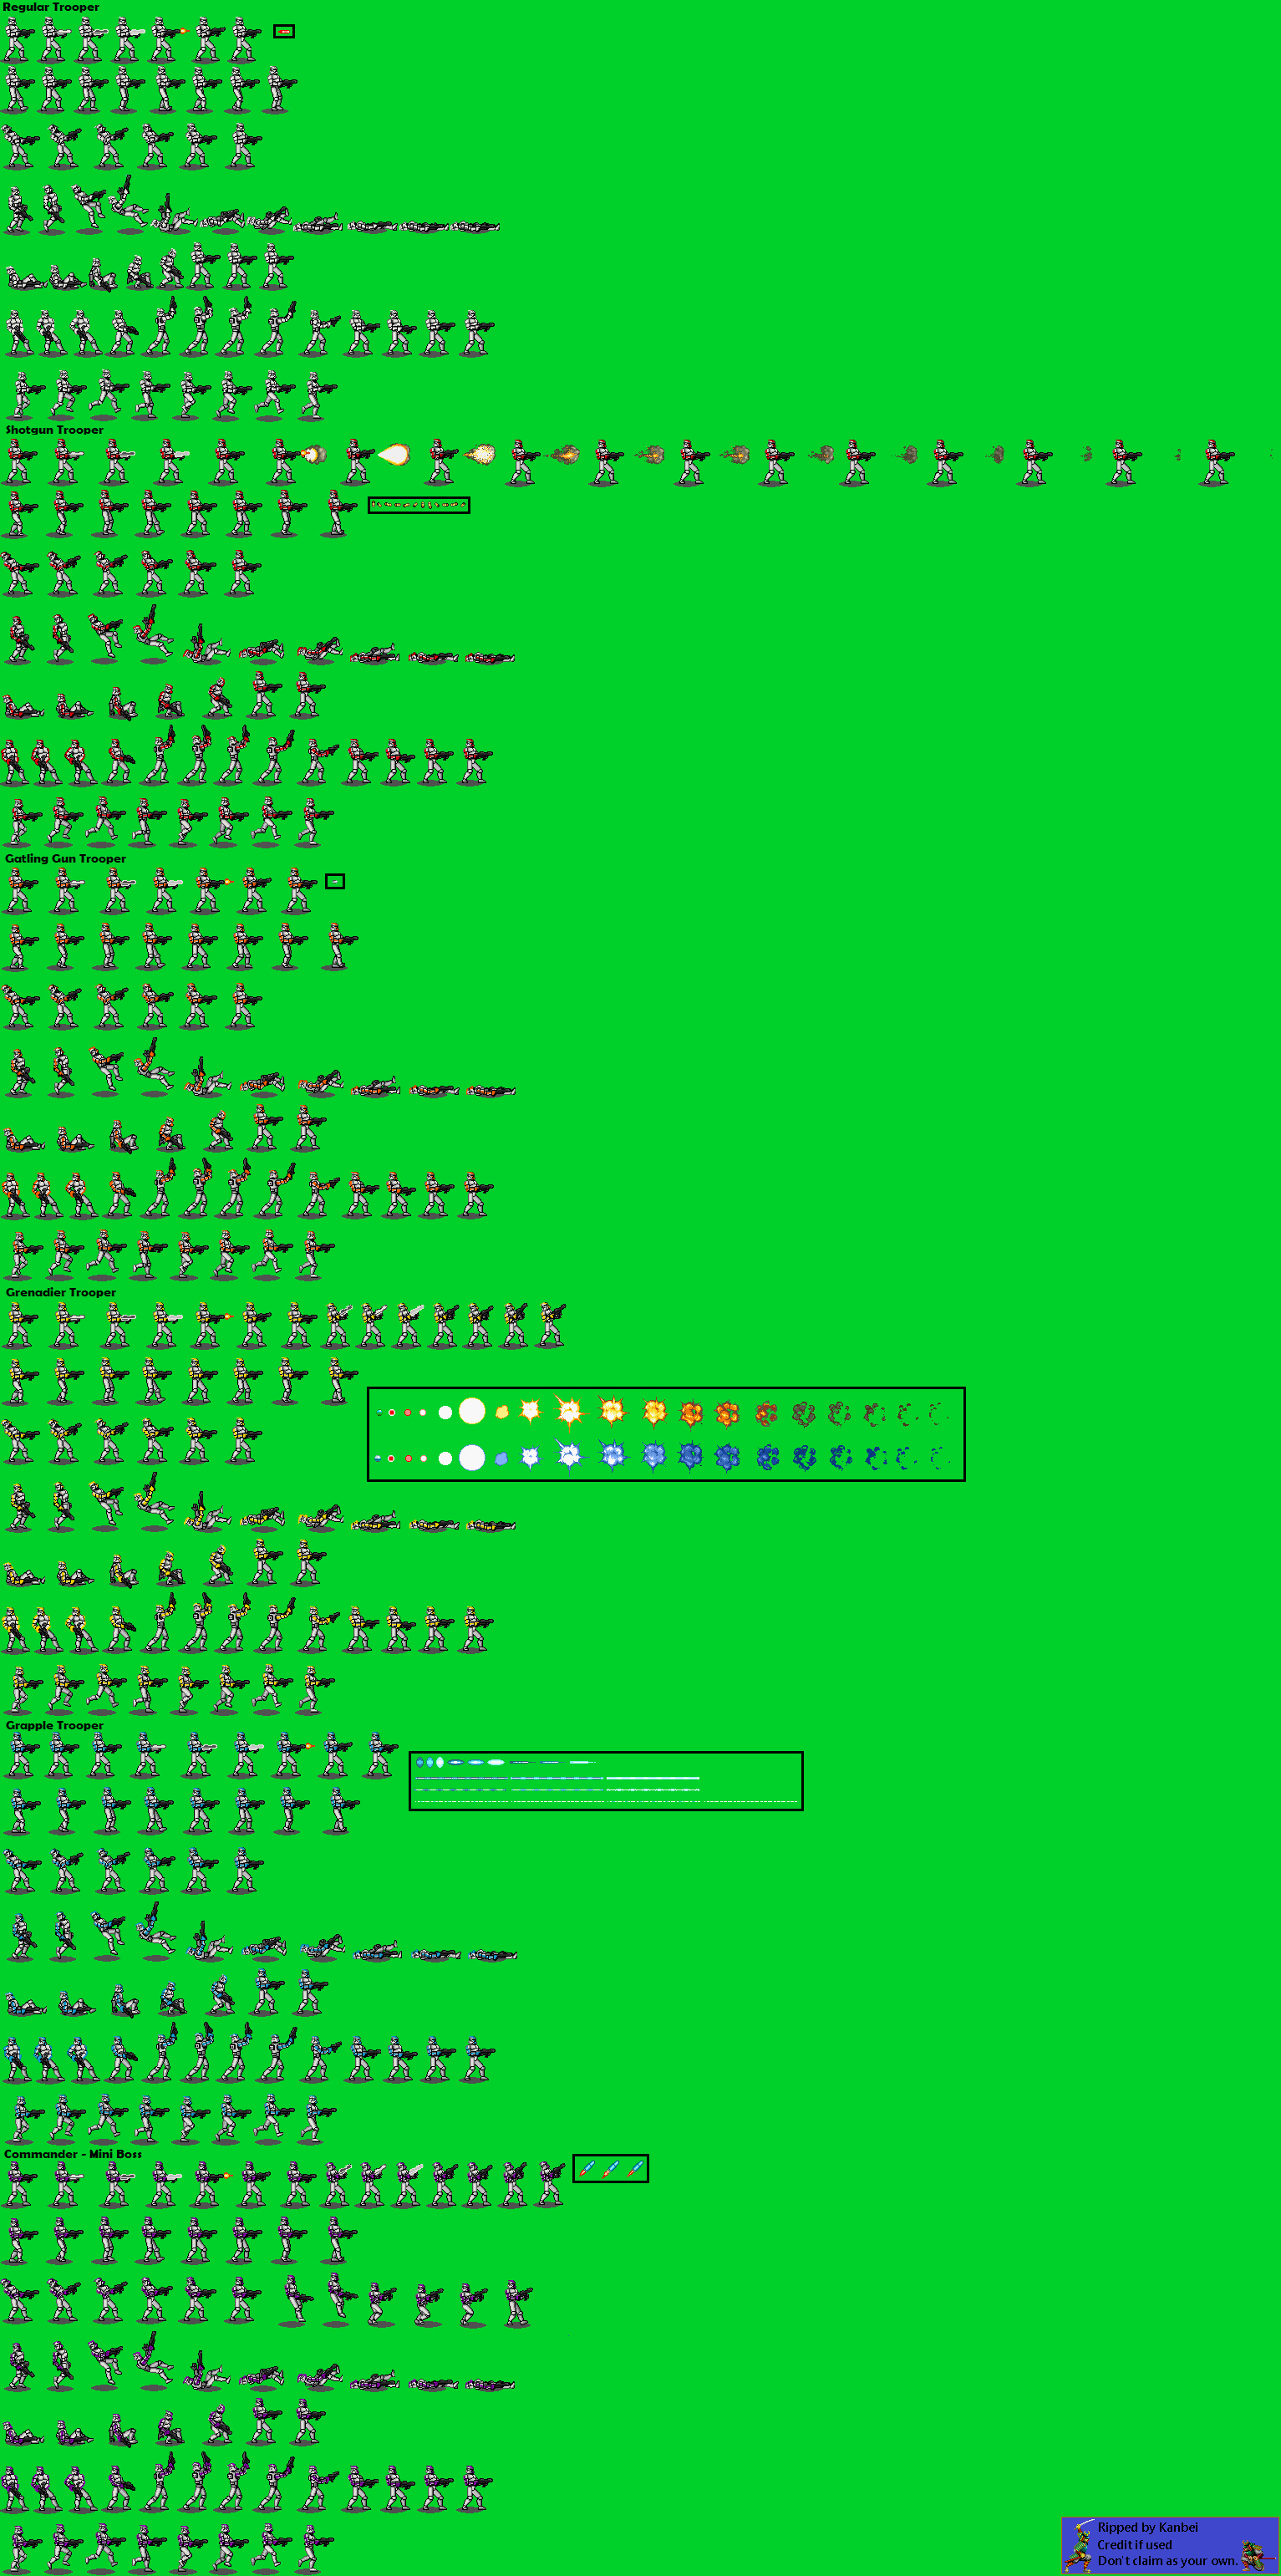 Regular Trooper
Shotgun Trooper
Gatling Gun Trooper
Grenadier Trooper
Grapple Trooper
Commander - Mini Boss
Ripped by Kanbei
Credit if used
Don't claim as your own.